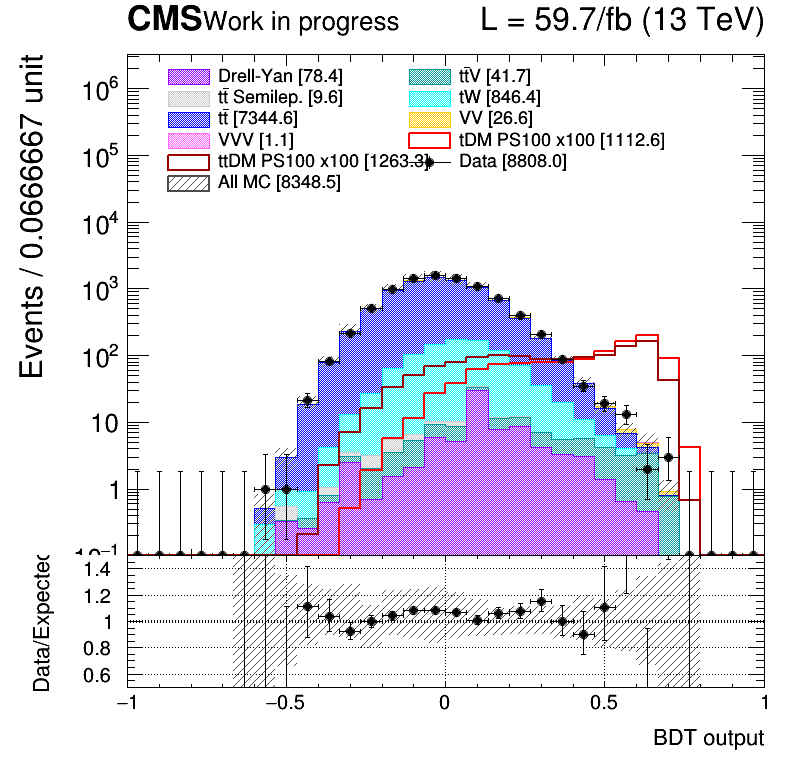 CMS Work in progress L = 59.7/fb (13 TeV)
Events / 0.0666667 unit
10⁶
10⁵
10⁴
10³
10²
10
1
10⁻¹
Drell-Yan [78.4] tt̄V [41.7]
tt̄ Semilep. [9.6] tW [846.4]
tt̄ [7344.6] VV [26.6]
VVV [1.1] tDM PS100 x100 [1112.6]
ttDM PS100 x100 [1263.3] Data [8808.0]
All MC [8348.5]
Data/Expected
1.4
1.2
1
0.8
0.6
−1 −0.5 0 0.5 1
BDT output